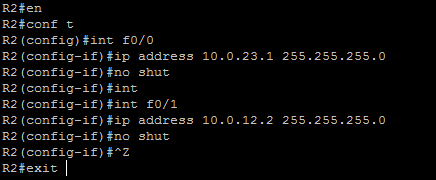 R2#en
R2#conf t
R2(config)#int f0/0
R2(config-if)#ip address 10.0.23.1 255.255.255.0
R2(config-if)#no shut
R2(config-if)#int
R2(config-if)#int f0/1
R2(config-if)#ip address 10.0.12.2 255.255.255.0
R2(config-if)#no shut
R2(config-if)#^Z
R2#exit